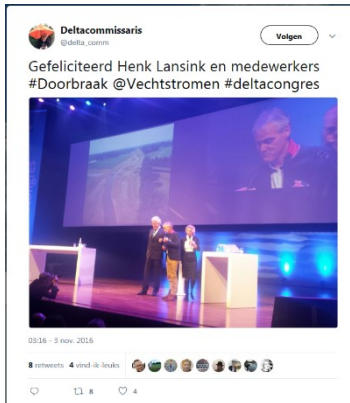 Deltacommissaris
@delta_comm
Volgen
Gefeliciteerd Henk Lansink en medewerkers
#Doorbraak @Vechtstromen #deltacongres
03:16 - 3 nov. 2016
8 retweets 4 vind-ik-leuks
8 4